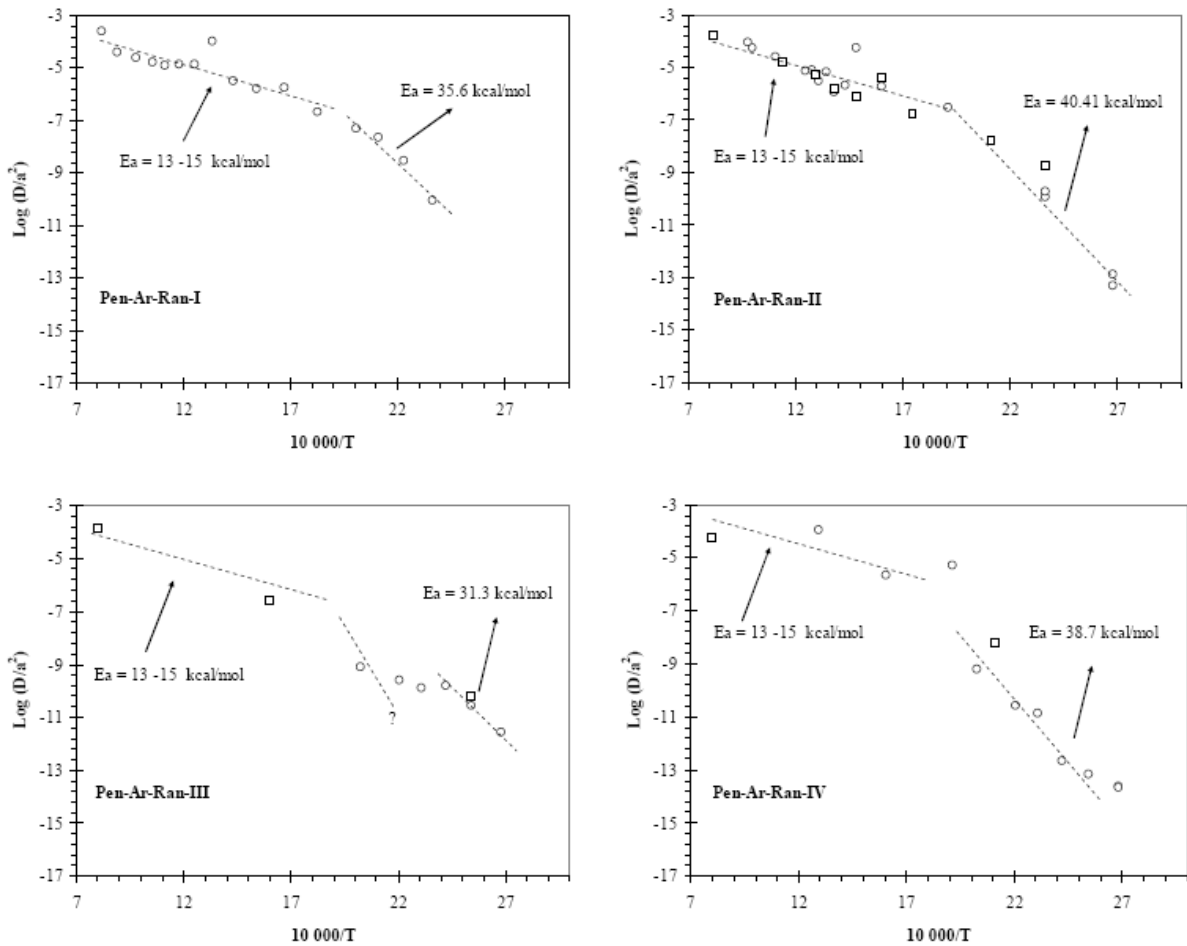 -3
-5
-7
-9
-11
-13
-15
-17
Log (D/a²)
Ea = 35.6 kcal/mol
Ea = 13 -15 kcal/mol
Pen-Ar-Ran-I
7
12
17
22
27
10 000/T
-3
-5
-7
-9
-11
-13
-15
-17
Log (D/a²)
Ea = 40.41 kcal/mol
Ea = 13 -15 kcal/mol
Pen-Ar-Ran-II
7
12
17
22
27
10 000/T
-3
-5
-7
-9
-11
-13
-15
-17
Log (D/a²)
Ea = 31.3 kcal/mol
Ea = 13 -15 kcal/mol
?
Pen-Ar-Ran-III
7
12
17
22
27
10 000/T
-3
-5
-7
-9
-11
-13
-15
-17
Log (D/a²)
Ea = 13 -15 kcal/mol
Ea = 38.7 kcal/mol
Pen-Ar-Ran-IV
7
12
17
22
27
10 000/T